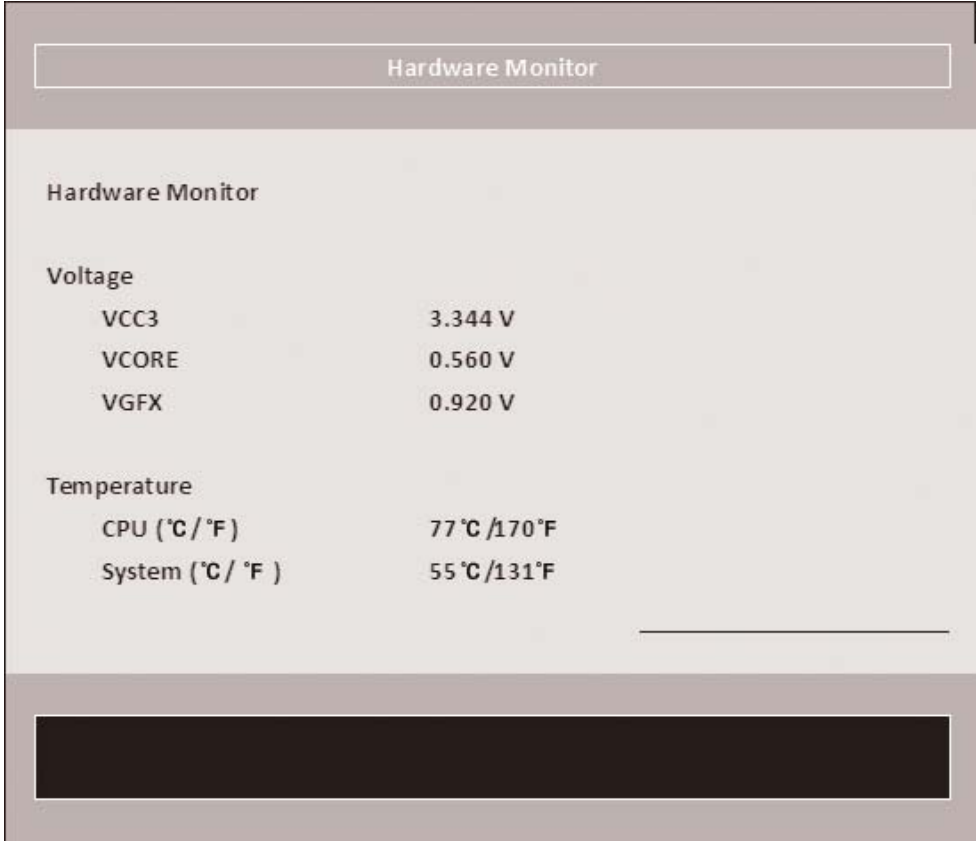 Hardware Monitor
Hardware Monitor
Voltage
VCC3 3.344 V
VCORE 0.560 V
VGFX 0.920 V
Temperature
CPU (℃/℉) 77℃/170℉
System (℃/ ℉ ) 55℃/131℉